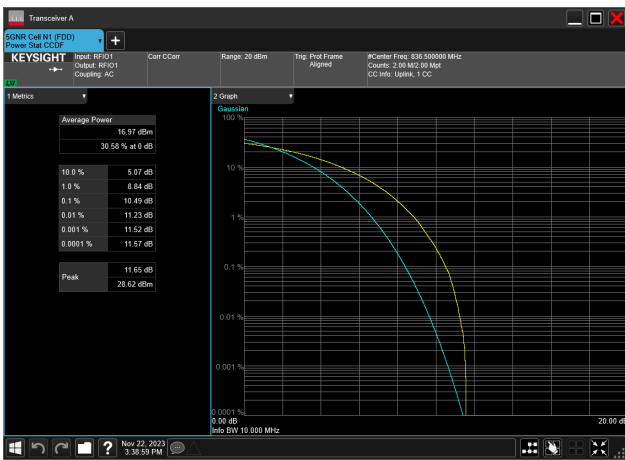 Transceiver A
5GNR Cell N1 (FDD)
Power Stat CCDF
KEYSIGHT
LV
Input: RFIO1
Output: RFIO1
Coupling: AC
Corr CCorr
Range: 20 dBm
Trig: Prot Frame
Aligned
#Center Freq: 836.500000 MHz
Counts: 2.00 M/2.00 Mpt
CC Info: Uplink, 1 CC
1 Metrics
Average Power
16.97 dBm
30.58 % at 0 dB
10.0 % 5.07 dB
1.0 % 8.84 dB
0.1 % 10.49 dB
0.01 % 11.23 dB
0.001 % 11.52 dB
0.0001 % 11.57 dB
Peak
11.65 dB
28.62 dBm
2 Graph
Gaussian
100 %
10 %
1 %
0.1 %
0.01 %
0.001 %
0.0001 %
0.00 dB
20.00 dB
Info BW 10.000 MHz
Nov 22, 2023
3:38:59 PM